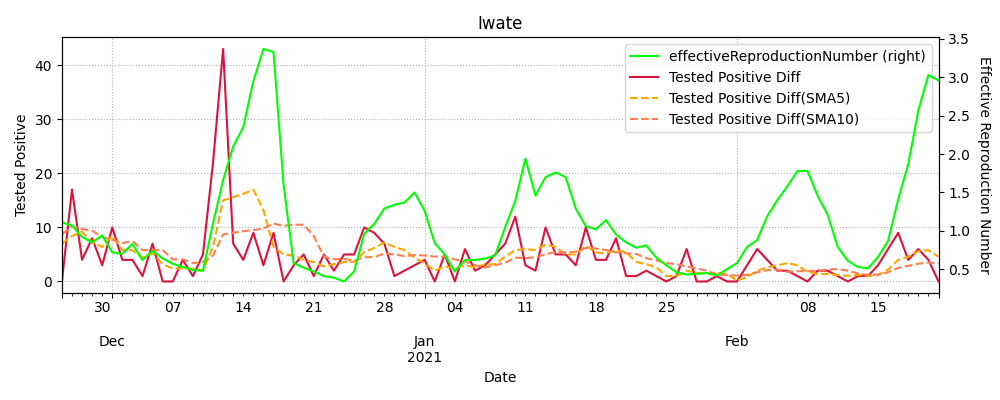 Iwate
effectiveReproductionNumber (right)
Tested Positive Diff
Tested Positive Diff(SMA5)
Tested Positive Diff(SMA10)
Tested Positive
40
30
20
10
0
3.5
3.0
2.5
2.0
1.5
1.0
0.5
Effective Reproduction Number
30 07 14 21 28 04 11 18 25 08 15
Dec Jan Feb
2021
Date